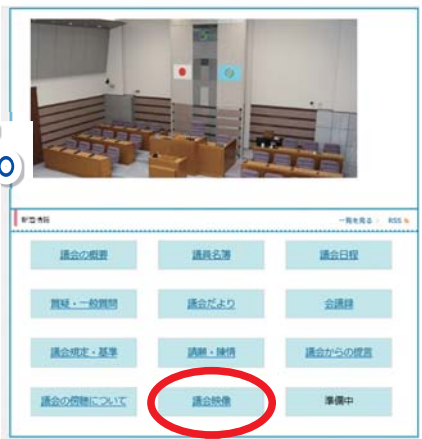 新着情報
一覧を見る RSS
議会の概要 議員名簿 議会日程
質疑・一般質問 議会だより 会議録
議会規定・基準 請願・陳情 議会からの提言
議会の傍聴について 議会映像 準備中